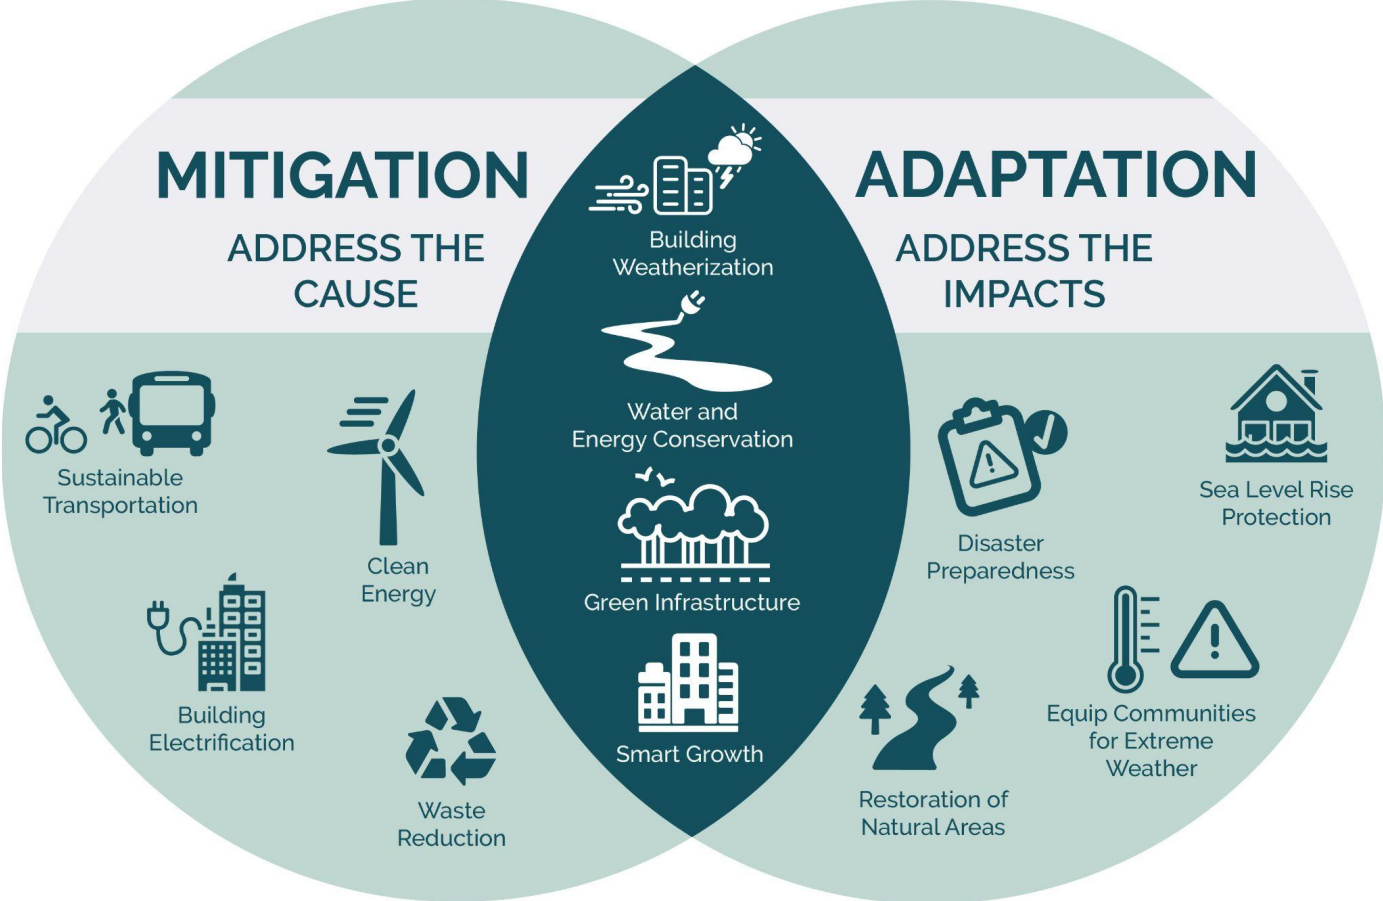 MITIGATION
ADDRESS THE
CAUSE
Sustainable
Transportation
Clean
Energy
Building
Electrification
Waste
Reduction
Building
Weatherization
Water and
Energy Conservation
Green Infrastructure
Smart Growth
ADAPTATION
ADDRESS THE
IMPACTS
Disaster
Preparedness
Sea Level Rise
Protection
Equip Communities
for Extreme
Weather
Restoration of
Natural Areas